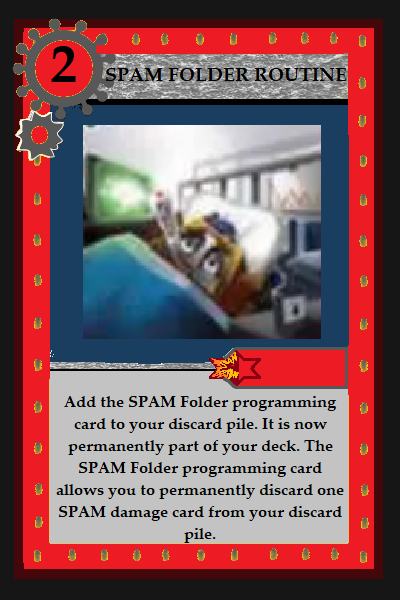 2
SPAM FOLDER ROUTINE
Add the SPAM Folder programming
card to your discard pile. It is now
permanently part of your deck. The
SPAM Folder programming card
allows you to permanently discard one
SPAM damage card from your discard
pile.